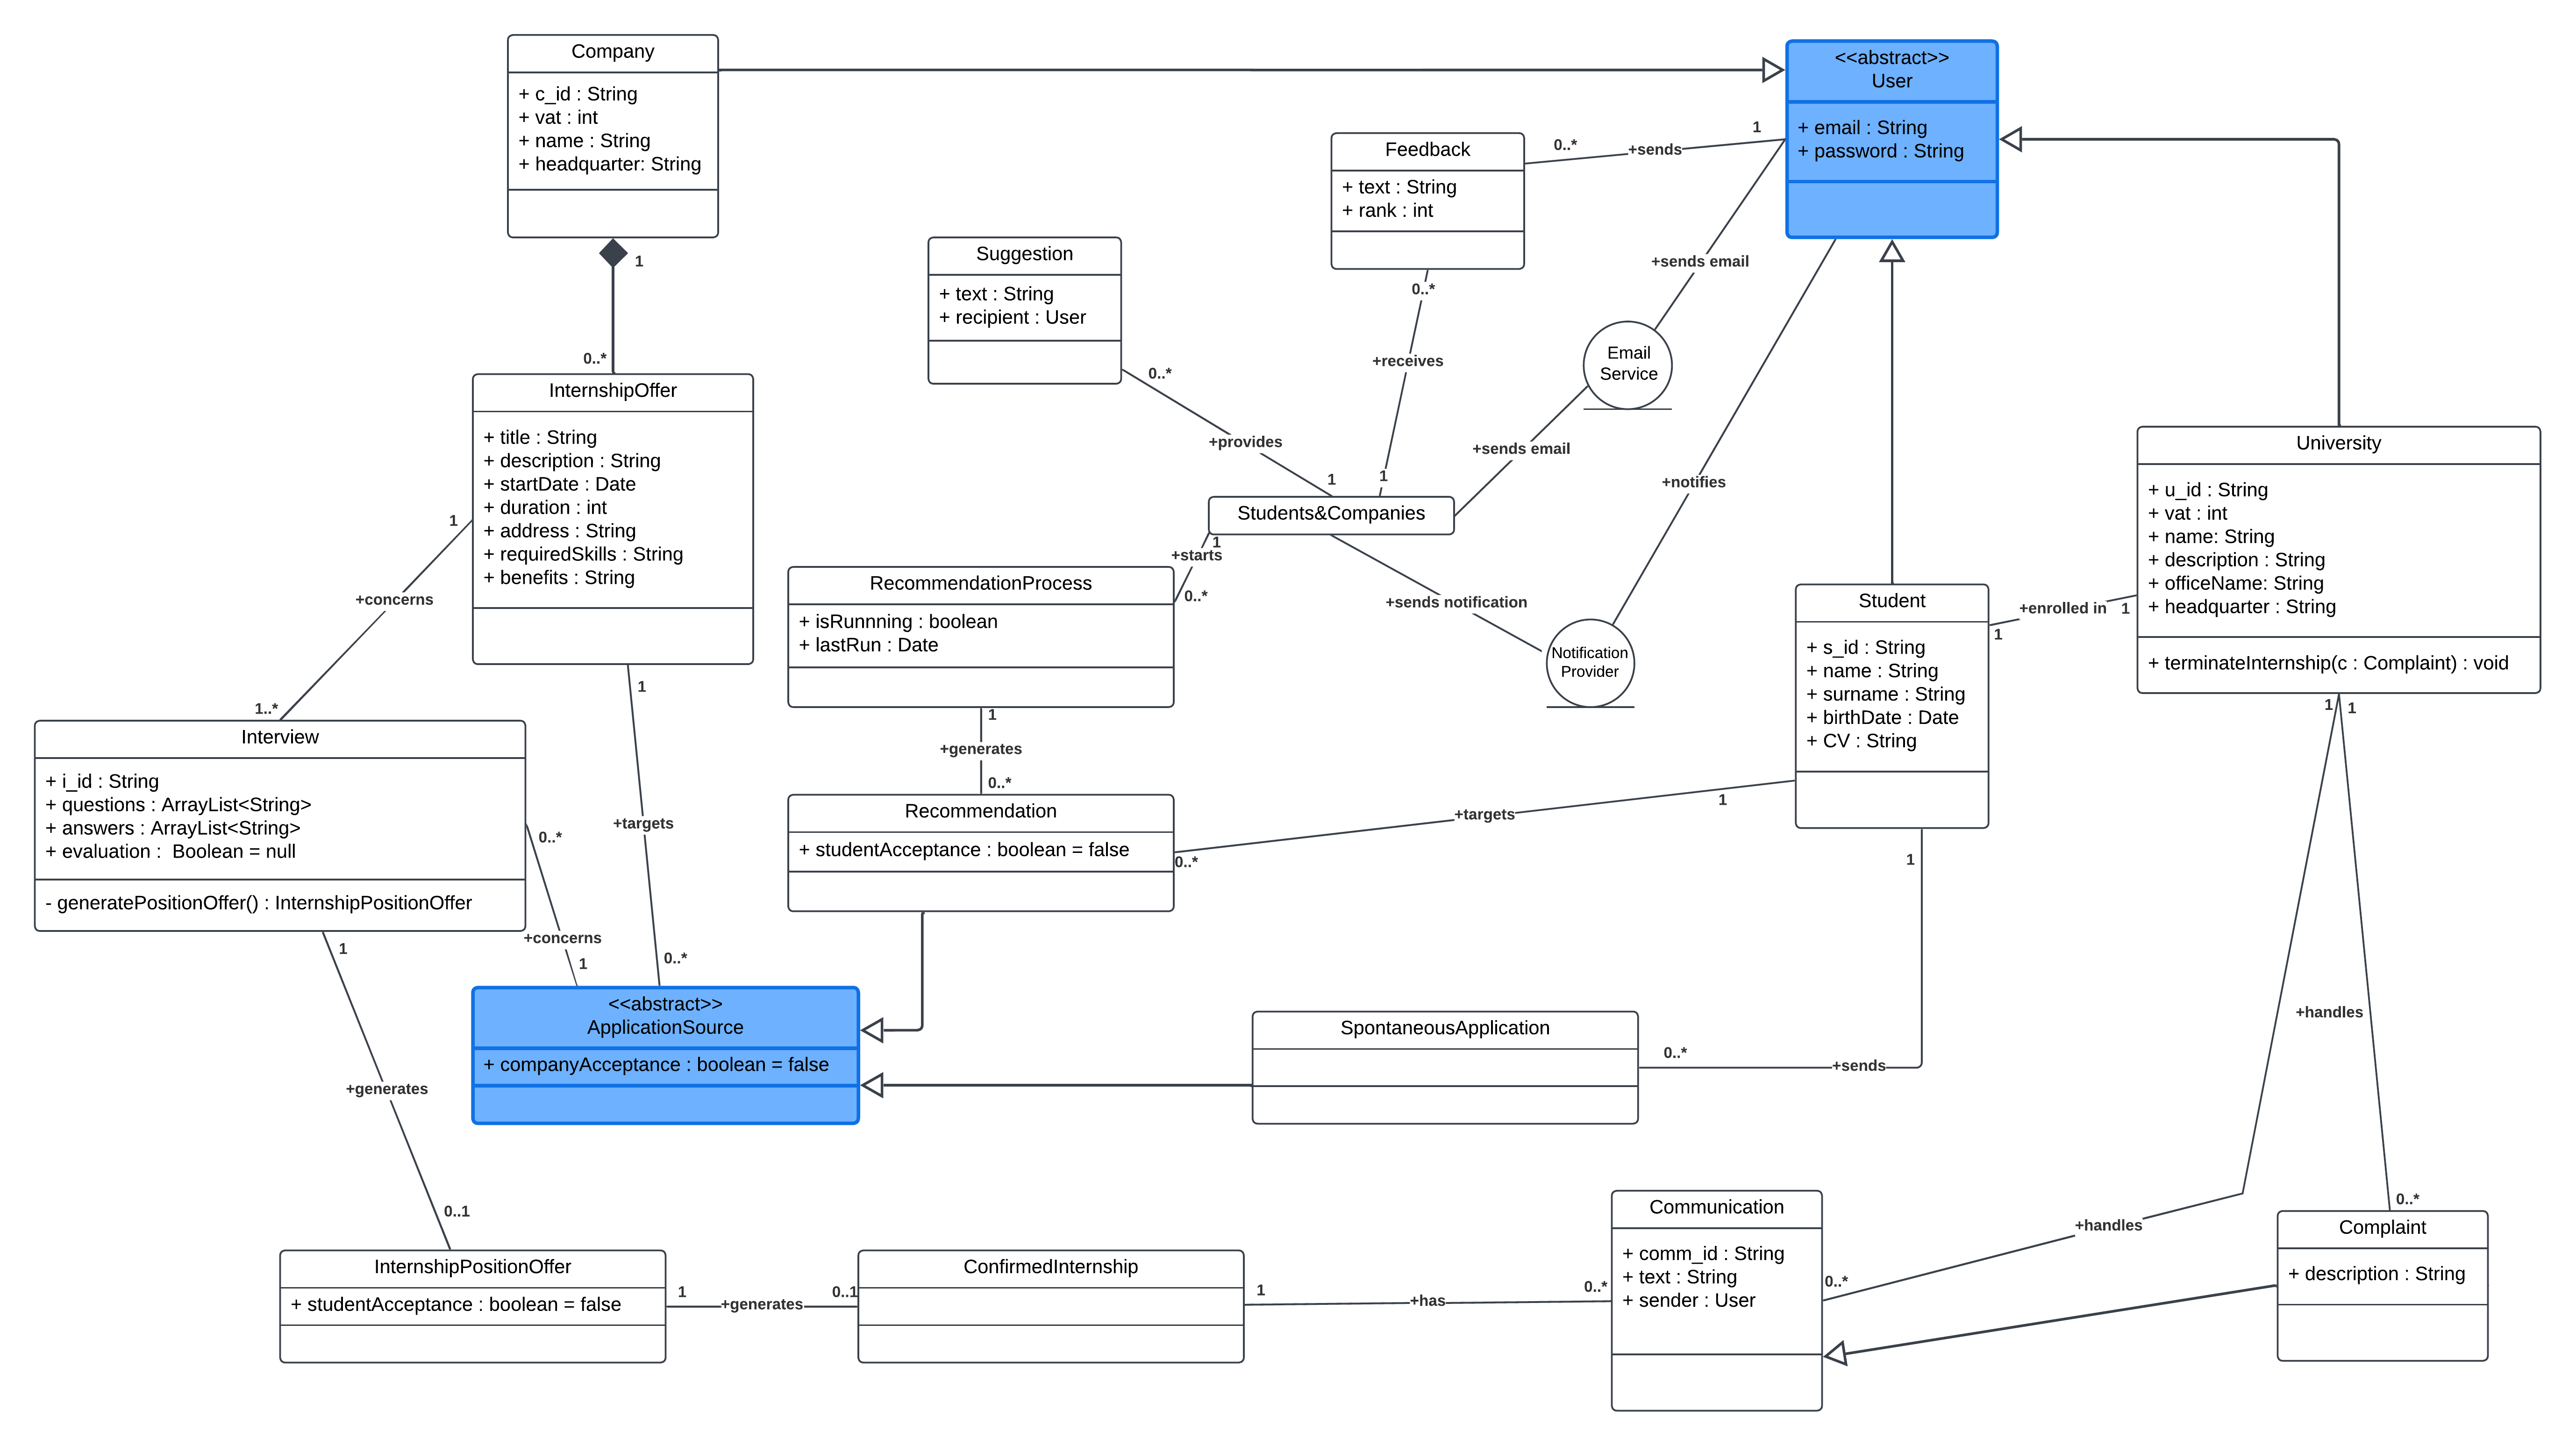 Company
+ c_id : String
+ vat : int
+ name : String
+ headquarter: String
1
0..*
<<abstract>>
User
+ email : String
+ password : String
1
+sends
0..*
Feedback
+ text : String
+ rank : int
0..*
+receives
1
Suggestion
+ text : String
+ recipient : User
0..*
+provides
1
+sends email
Email
Service
+sends email
+notifies
Students&Companies
1
+starts
0..*
+sends notification
Notification
Provider
InternshipOffer
+ title : String
+ description : String
+ startDate : Date
+ duration : int
+ address : String
+ requiredSkills : String
+ benefits : String
1
+concerns
1..*
1
+targets
0..*
RecommendationProcess
+ isRunnning : boolean
+ lastRun : Date
1
+generates
0..*
Recommendation
+ studentAcceptance : boolean = false
0..*
+targets
1
Student
+ s_id : String
+ name : String
+ surname : String
+ birthDate : Date
+ CV : String
1
+enrolled in
1
University
+ u_id : String
+ vat : int
+ name: String
+ description : String
+ officeName: String
+ headquarter : String
+ terminateInternship(c : Complaint) : void
1
1
+handles
0..*
+handles
0..*
Interview
+ i_id : String
+ questions : ArrayList<String>
+ answers : ArrayList<String>
+ evaluation :  Boolean = null
- generatePositionOffer() : InternshipPositionOffer
0..*
+concerns
1
1
+generates
0..1
<<abstract>>
ApplicationSource
+ companyAcceptance : boolean = false
SpontaneousApplication
0..*
+sends
1
InternshipPositionOffer
+ studentAcceptance : boolean = false
1
+generates
0..1
ConfirmedInternship
1
+has
0..*
Communication
+ comm_id : String
+ text : String
+ sender : User
Complaint
+ description : String